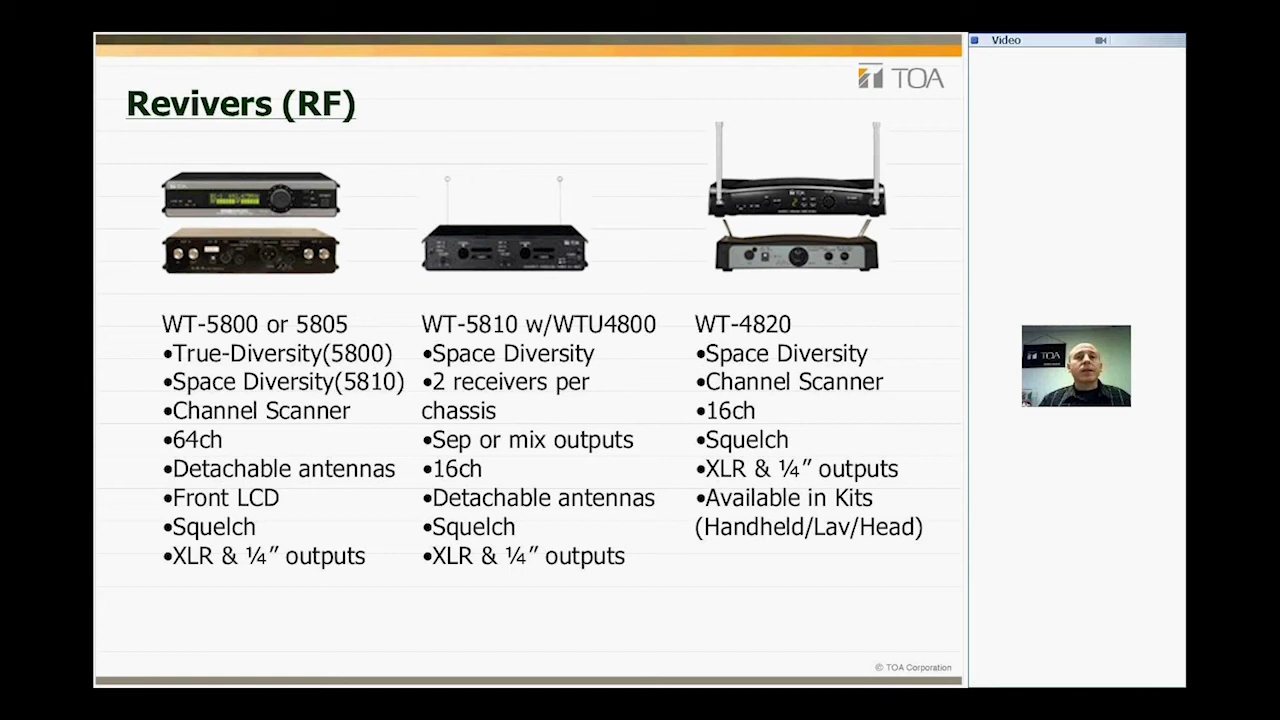 Video
TOA
Revivers (RF)
WT-5800 or 5805
•True-Diversity(5800)
•Space Diversity(5810)
•Channel Scanner
•64ch
•Detachable antennas
•Front LCD
•Squelch
•XLR & ¼” outputs
WT-5810 w/WTU4800
•Space Diversity
•2 receivers per
chassis
•Sep or mix outputs
•16ch
•Detachable antennas
•Squelch
•XLR & ¼” outputs
WT-4820
•Space Diversity
•Channel Scanner
•16ch
•Squelch
•XLR & ¼” outputs
•Available in Kits
(Handheld/Lav/Head)
TOA
© TOA Corporation